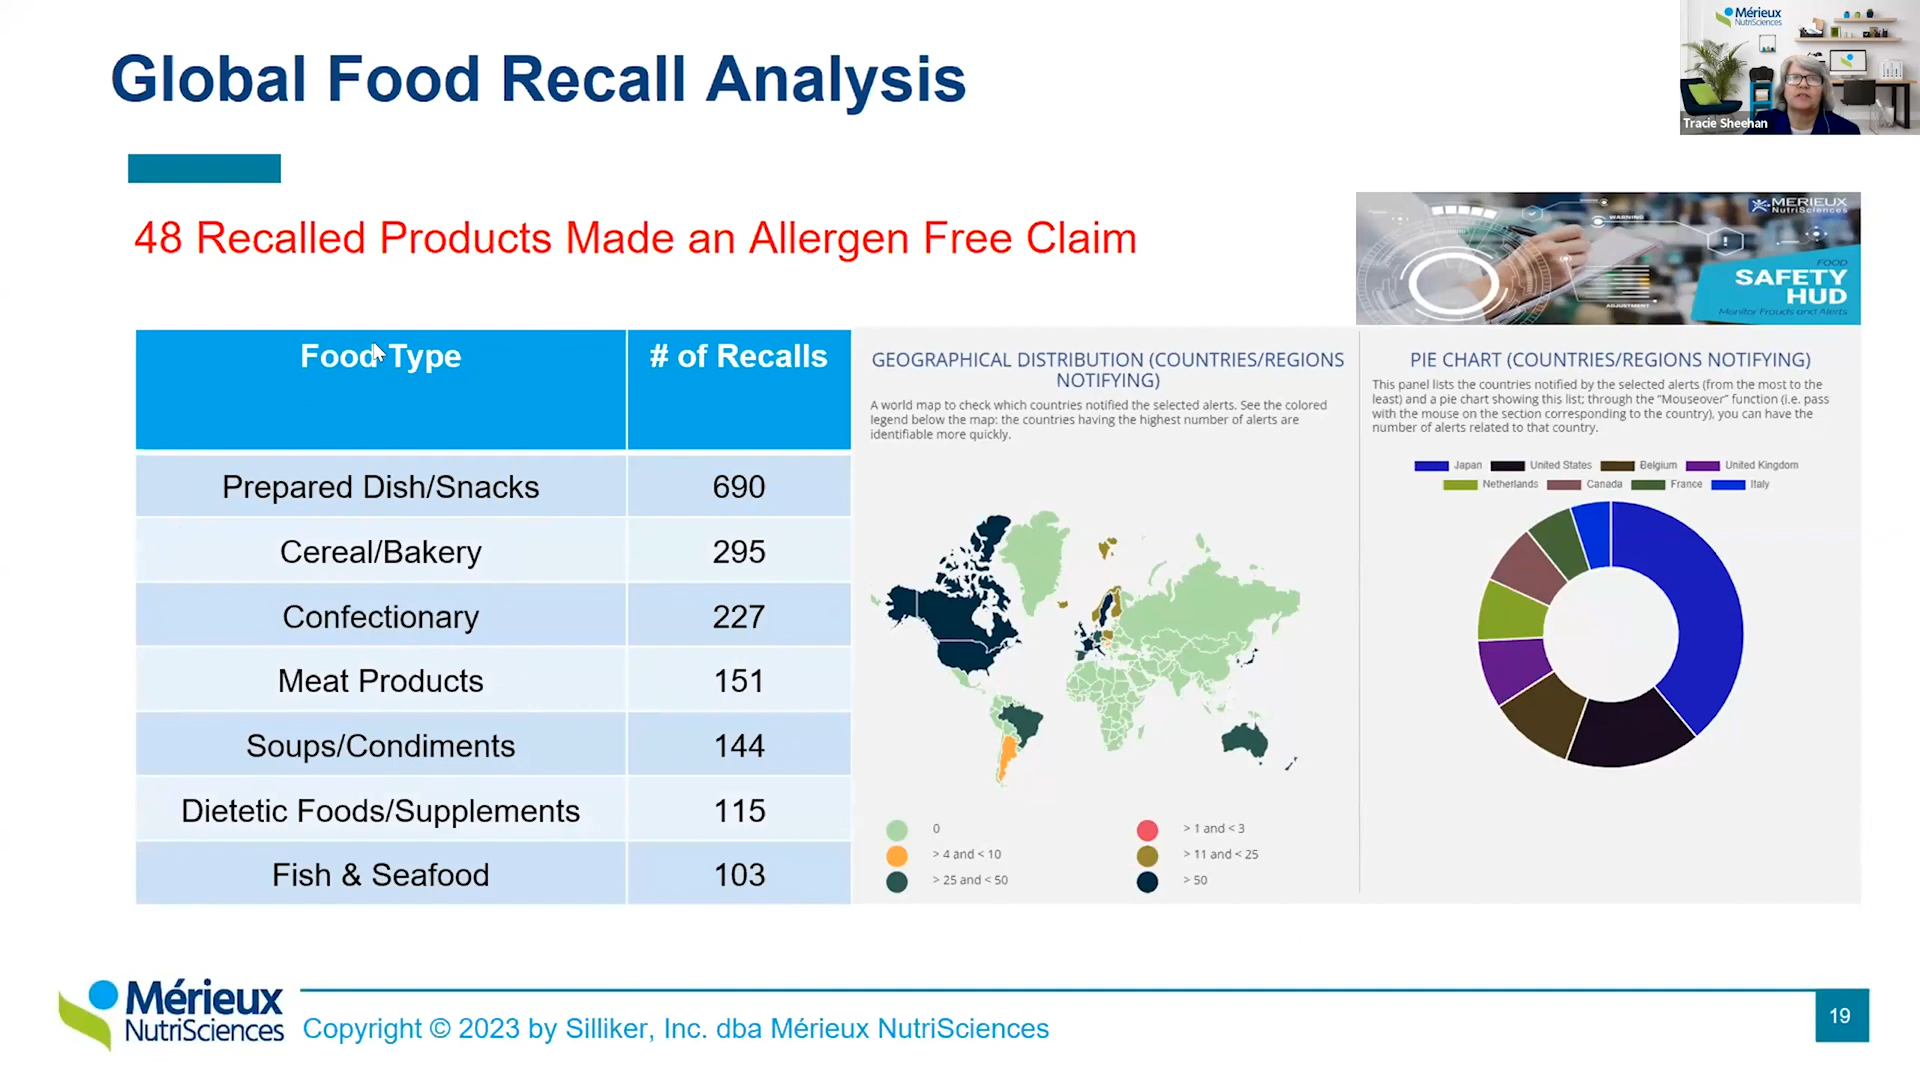 Global Food Recall Analysis
Mérieux
NutriSciences
Tracie Sheehan
48 Recalled Products Made an Allergen Free Claim
MERIEUX
NutriSciences
WARNING
ADJUSTMENT
FOOD
SAFETY
HUD
Monitor Frauds and Alerts
Food Type # of Recalls
Prepared Dish/Snacks 690
Cereal/Bakery 295
Confectionary 227
Meat Products 151
Soups/Condiments 144
Dietetic Foods/Supplements 115
Fish & Seafood 103
GEOGRAPHICAL DISTRIBUTION (COUNTRIES/REGIONS
NOTIFYING)
A world map to check which countries notified the selected alerts. See the colored
legend below the map: the countries having the highest number of alerts are
identifiable more quickly.
0 > 1 and < 3
> 4 and < 10 > 11 and < 25
> 25 and < 50 > 50
PIE CHART (COUNTRIES/REGIONS NOTIFYING)
This panel lists the countries notified by the selected alerts (from the most to the
least) and a pie chart showing this list; through the "Mouseover" function (i.e. pass
with the mouse on the section corresponding to the country), you can have the
number of alerts related to that country.
Japan United States Belgium United Kingdom
Netherlands Canada France Italy
Mérieux
NutriSciences
Copyright © 2023 by Silliker, Inc. dba Mérieux NutriSciences
19